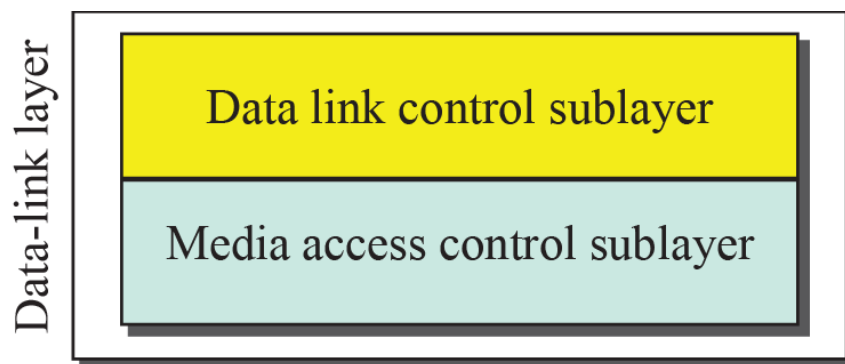 Data-link layer
Data link control sublayer
Media access control sublayer